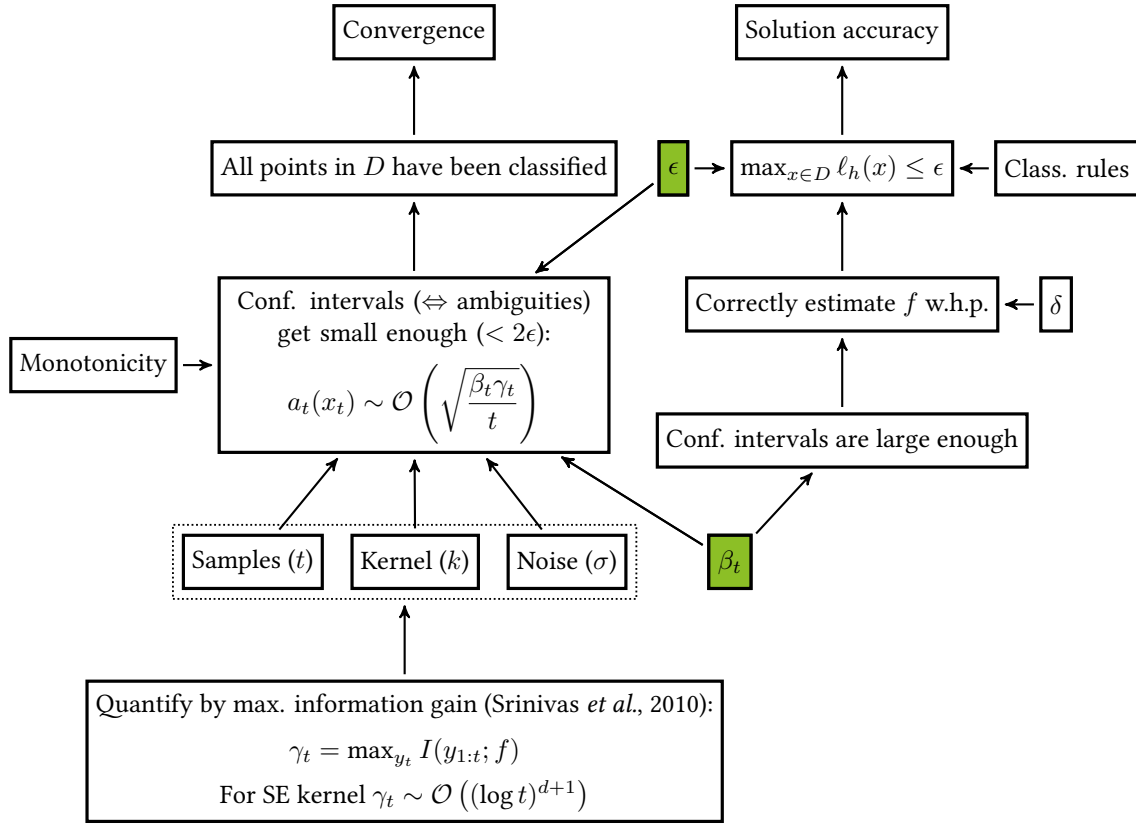 Convergence
Solution accuracy
All points in D have been classified
ϵ
max_{x∈D} ℓ_h(x) ≤ ϵ
Class. rules
Conf. intervals (⇔ ambiguities)
get small enough (< 2ϵ):
a_t(x_t) ∼ 𝒪(√(β_tγ_t / t))
Monotonicity
Correctly estimate f w.h.p.
δ
Conf. intervals are large enough
Samples (t)
Kernel (k)
Noise (σ)
β_t
Quantify by max. information gain (Srinivas et al., 2010):
γ_t = max_{y_t} I(y_{1:t}; f)
For SE kernel γ_t ∼ 𝒪((log t)^{d+1})